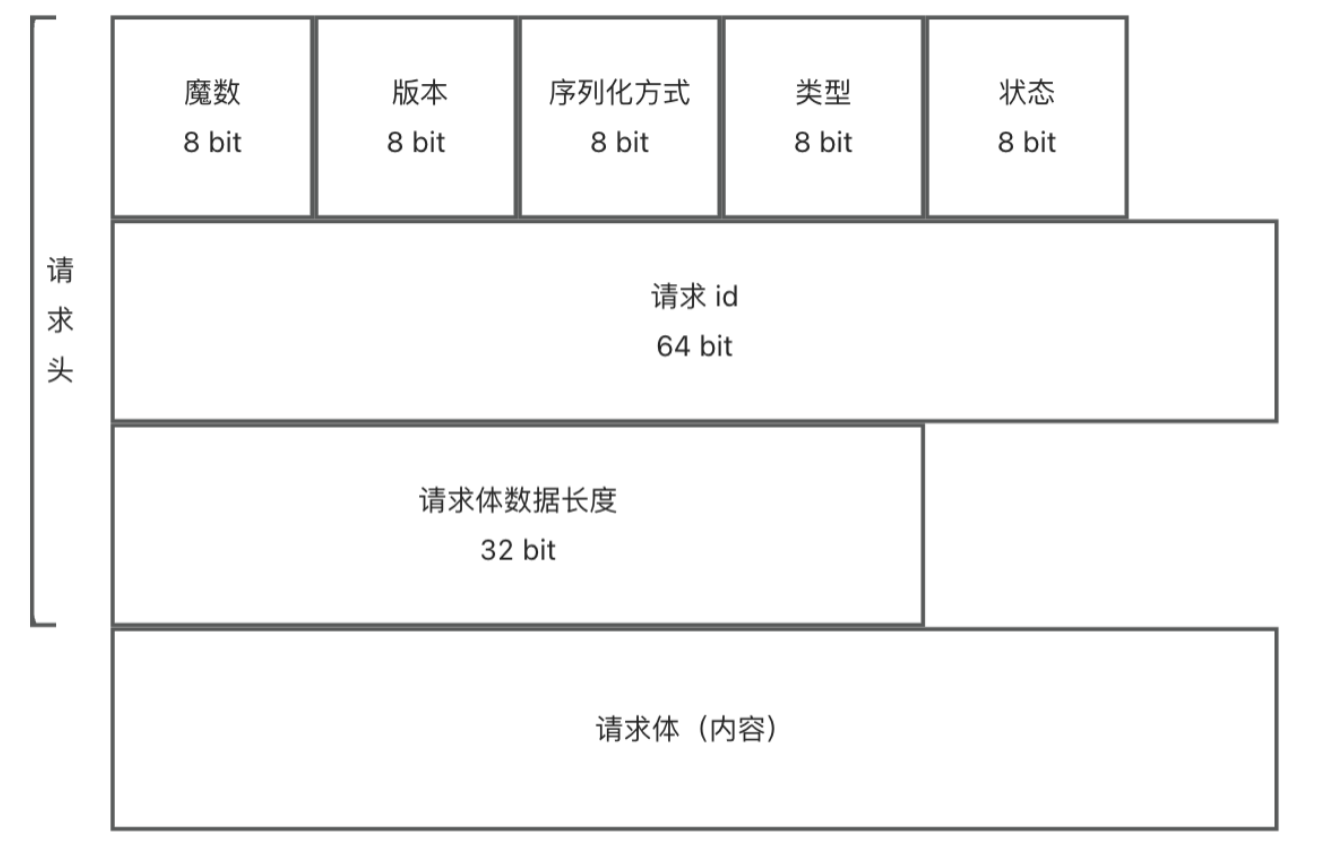 魔数
8 bit
版本
8 bit
序列化方式
8 bit
类型
8 bit
状态
8 bit
请
求
头
请求 id
64 bit
请求体数据长度
32 bit
请求体（内容）